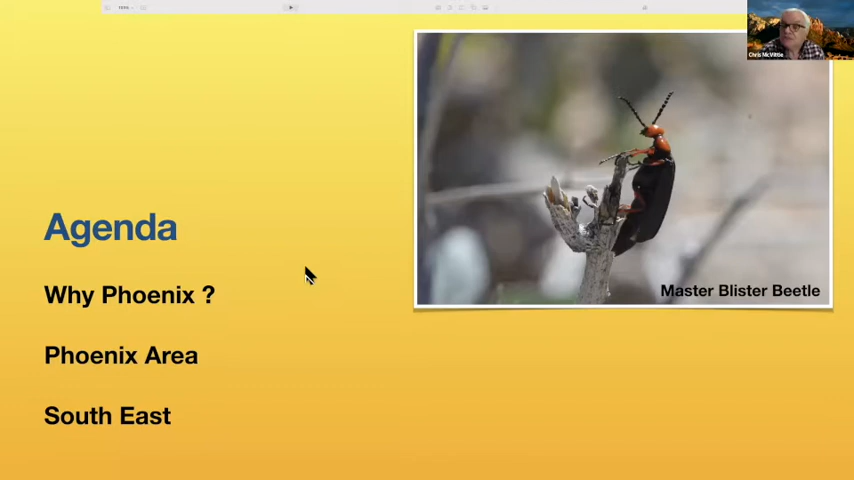 Chris McVittie
Master Blister Beetle
Agenda
Why Phoenix ?
Phoenix Area
South East